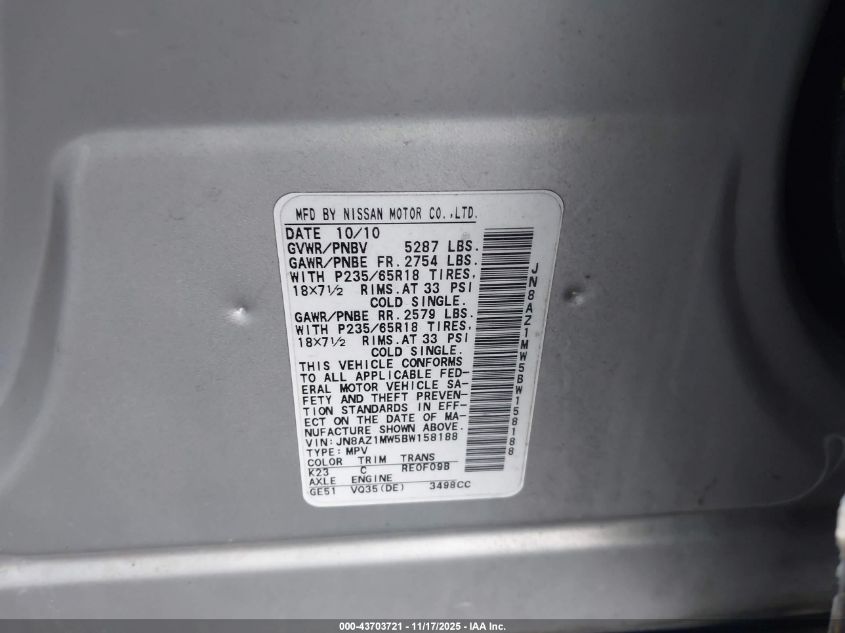 MFD BY NISSAN MOTOR CO.,LTD.
DATE 10/10
GVWR/PNBV 5287 LBS.
GAWR/PNBE FR. 2754 LBS.
WITH P235/65R18 TIRES,
18×7½ RIMS.AT 33 PSI
COLD SINGLE.
GAWR/PNBE RR. 2579 LBS.
WITH P235/65R18 TIRES,
18×7½ RIMS.AT 33 PSI
COLD SINGLE.
THIS VEHICLE CONFORMS
TO ALL APPLICABLE FED-
ERAL MOTOR VEHICLE SA-
FETY AND THEFT PREVEN-
TION STANDARDS IN EFF-
ECT ON THE DATE OF MA-
NUFACTURE SHOWN ABOVE.
VIN: JN8AZ1MW5BW158188
TYPE: MPV
COLOR TRIM TRANS
K23 C RE0F09B
AXLE ENGINE
GE51 VQ35(DE) 3498CC
JN8AZ1MW5BW158188
000-43703721 - 11/17/2025 - IAA Inc.